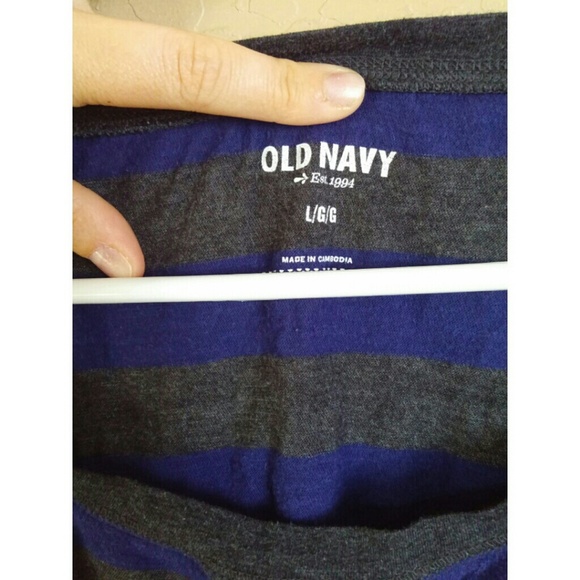 OLD NAVY
Est. 1994
L/G/G
MADE IN CAMBODIA